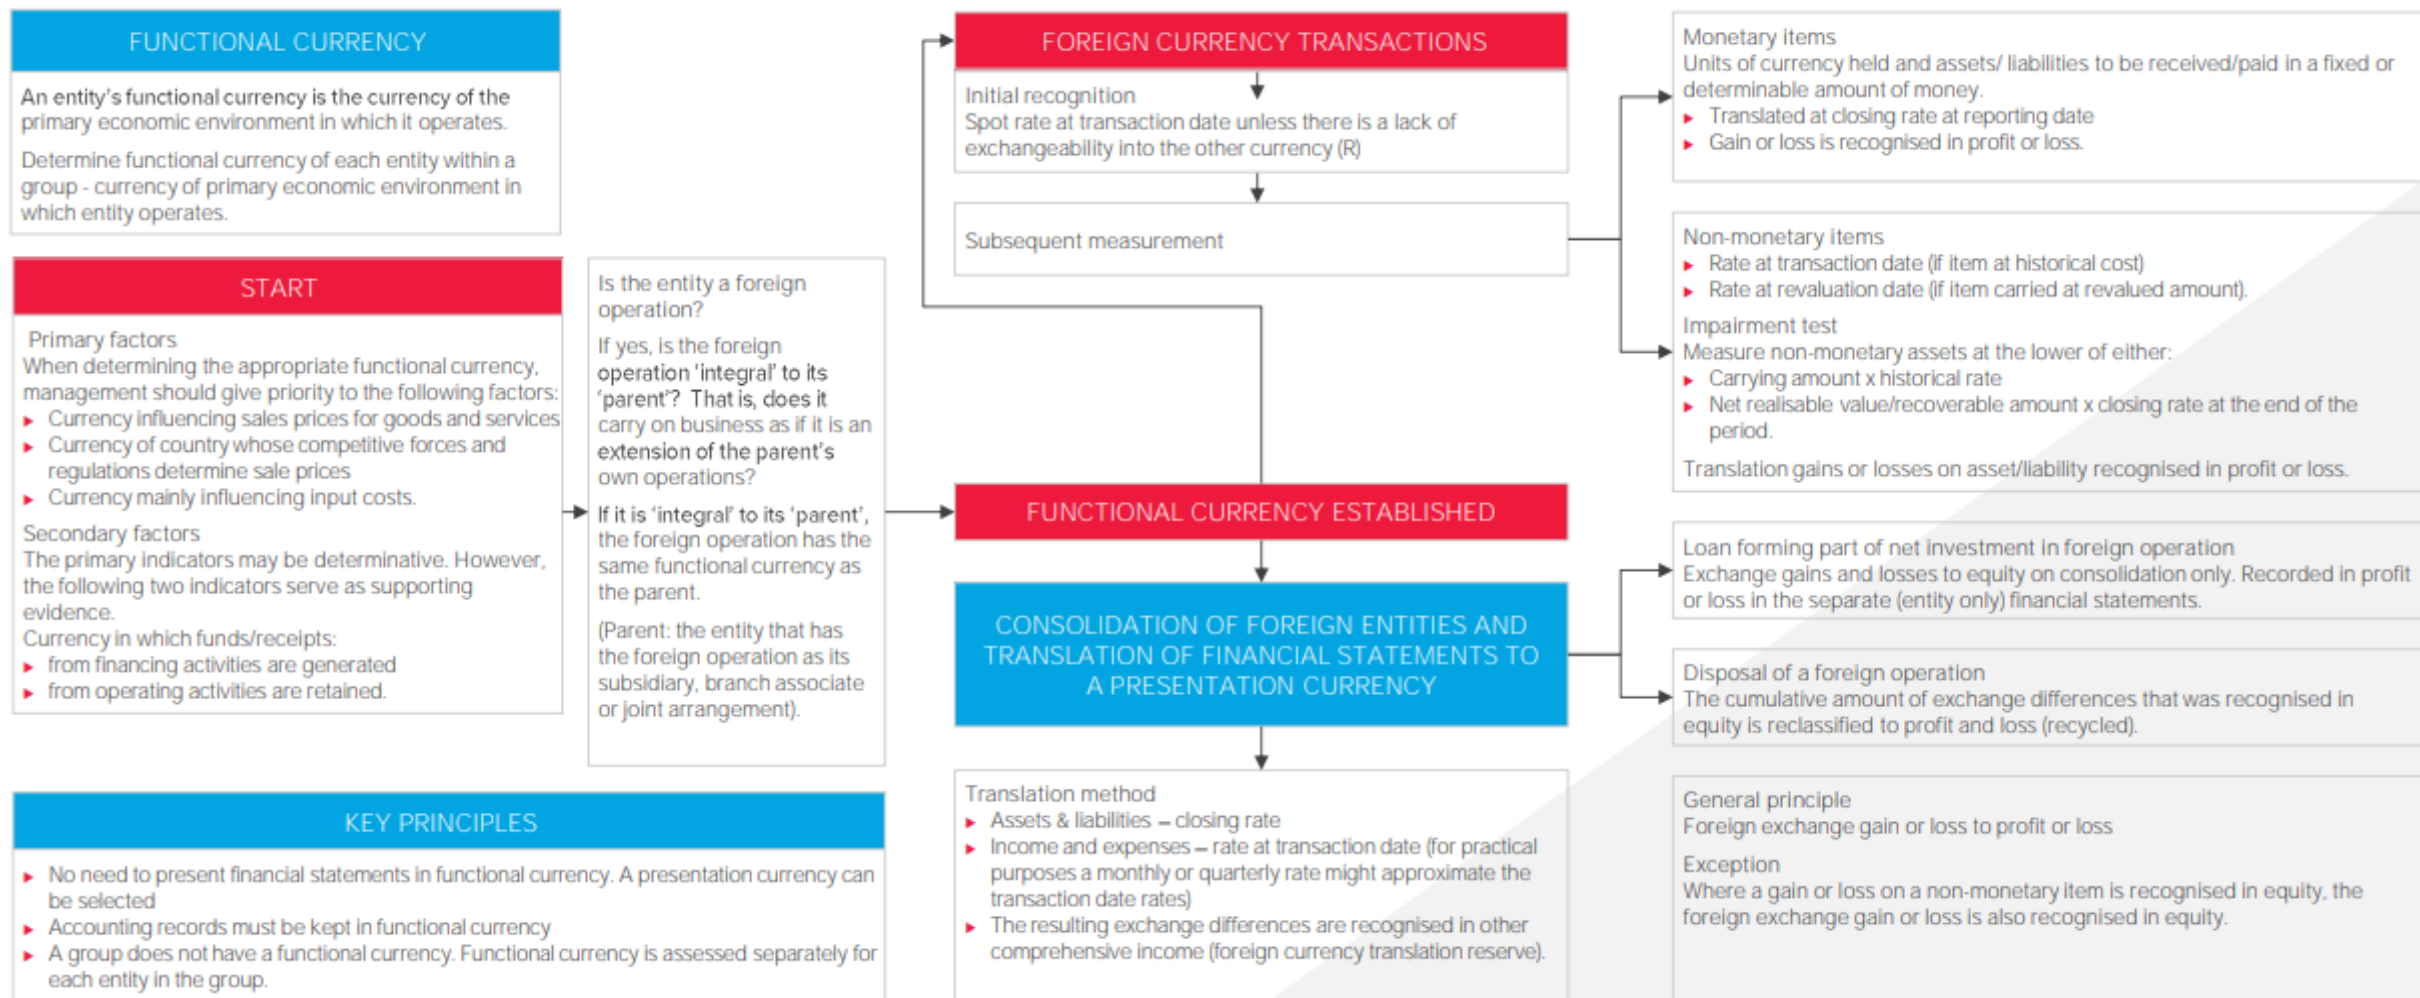 FUNCTIONAL CURRENCY
An entity's functional currency is the currency of the
primary economic environment in which it operates.
Determine functional currency of each entity within a
group - currency of primary economic environment in
which entity operates.
START
Primary factors
When determining the appropriate functional currency,
management should give priority to the following factors:
► Currency influencing sales prices for goods and services
► Currency of country whose competitive forces and
regulations determine sale prices
► Currency mainly influencing input costs.
Secondary factors
The primary indicators may be determinative. However,
the following two indicators serve as supporting
evidence.
Currency in which funds/receipts:
► from financing activities are generated
► from operating activities are retained.
Is the entity a foreign
operation?
If yes, is the foreign
operation 'integral' to its
'parent'? That is, does it
carry on business as if it is an
extension of the parent's
own operations?
If it is 'integral' to its 'parent',
the foreign operation has the
same functional currency as
the parent.
(Parent: the entity that has
the foreign operation as its
subsidiary, branch associate
or joint arrangement).
KEY PRINCIPLES
► No need to present financial statements in functional currency. A presentation currency can
be selected
► Accounting records must be kept in functional currency
► A group does not have a functional currency. Functional currency is assessed separately for
each entity in the group.
FOREIGN CURRENCY TRANSACTIONS
Initial recognition
Spot rate at transaction date unless there is a lack of
exchangeability into the other currency (R)
Subsequent measurement
FUNCTIONAL CURRENCY ESTABLISHED
CONSOLIDATION OF FOREIGN ENTITIES AND
TRANSLATION OF FINANCIAL STATEMENTS TO
A PRESENTATION CURRENCY
Translation method
► Assets & liabilities – closing rate
► Income and expenses – rate at transaction date (for practical
purposes a monthly or quarterly rate might approximate the
transaction date rates)
► The resulting exchange differences are recognised in other
comprehensive income (foreign currency translation reserve).
Monetary items
Units of currency held and assets/ liabilities to be received/paid in a fixed or
determinable amount of money.
► Translated at closing rate at reporting date
► Gain or loss is recognised in profit or loss.
Non-monetary items
► Rate at transaction date (if item at historical cost)
► Rate at revaluation date (if item carried at revalued amount).
Impairment test
Measure non-monetary assets at the lower of either:
► Carrying amount x historical rate
► Net realisable value/recoverable amount x closing rate at the end of the
period.
Translation gains or losses on asset/liability recognised in profit or loss.
Loan forming part of net investment in foreign operation
Exchange gains and losses to equity on consolidation only. Recorded in profit
or loss in the separate (entity only) financial statements.
Disposal of a foreign operation
The cumulative amount of exchange differences that was recognised in
equity is reclassified to profit and loss (recycled).
General principle
Foreign exchange gain or loss to profit or loss
Exception
Where a gain or loss on a non-monetary item is recognised in equity, the
foreign exchange gain or loss is also recognised in equity.